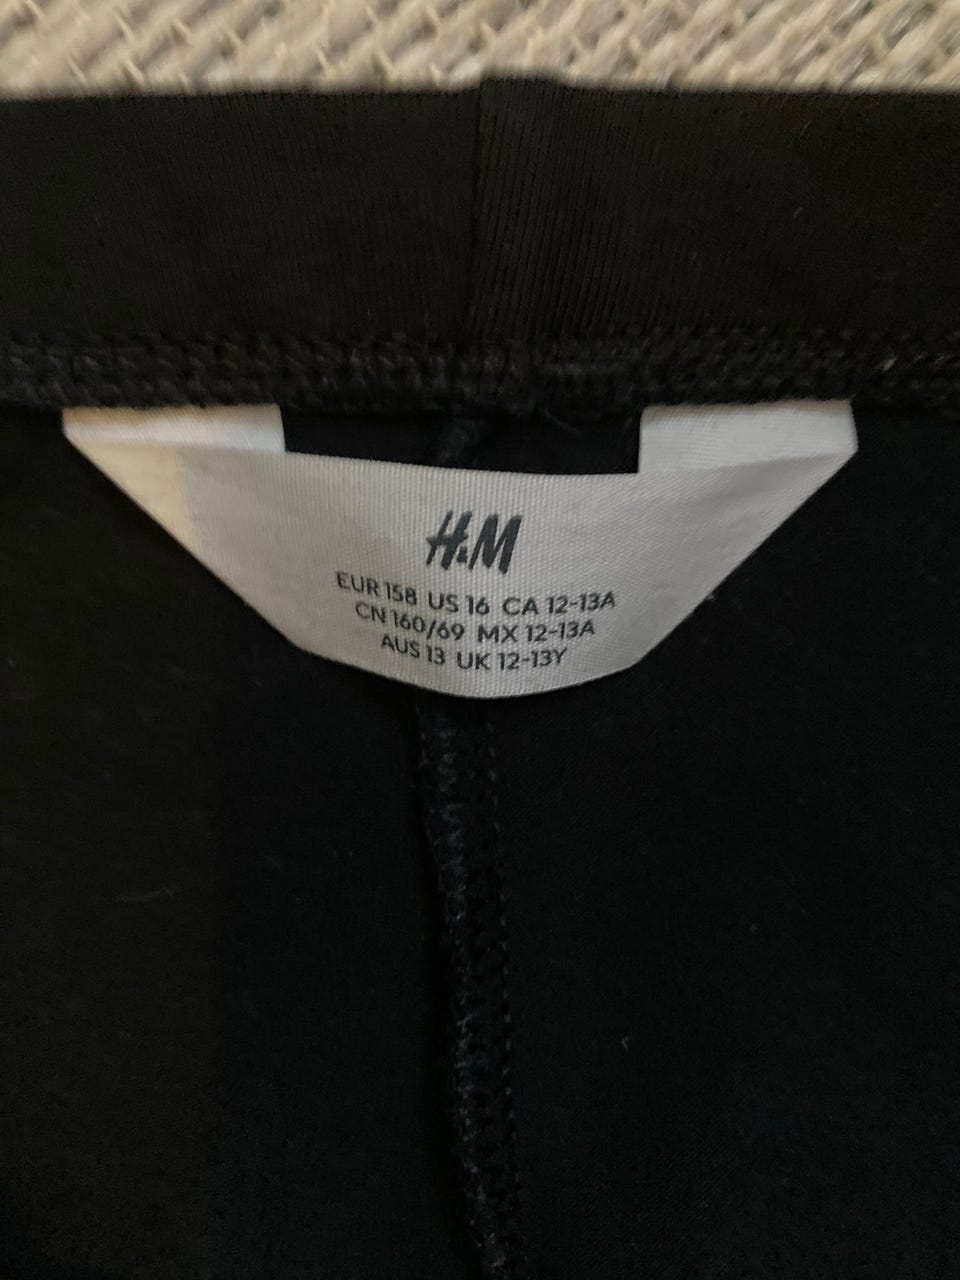 H&M
EUR 158 US 16 CA 12-13A
CN 160/69 MX 12-13A
AUS 13 UK 12-13Y